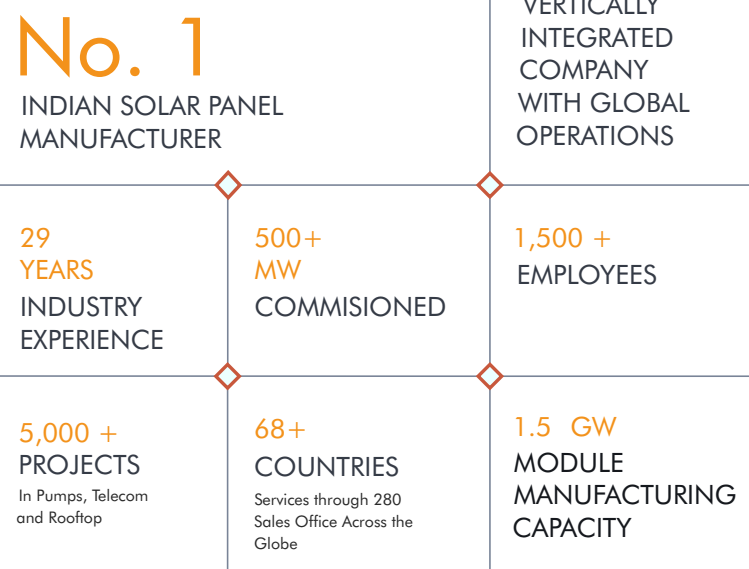 No. 1
INDIAN SOLAR PANEL
MANUFACTURER
VERTICALLY
INTEGRATED
COMPANY
WITH GLOBAL
OPERATIONS
29
YEARS
INDUSTRY
EXPERIENCE
500+
MW
COMMISIONED
1,500 +
EMPLOYEES
5,000 +
PROJECTS
In Pumps, Telecom
and Rooftop
68+
COUNTRIES
Services through 280
Sales Office Across the
Globe
1.5 GW
MODULE
MANUFACTURING
CAPACITY